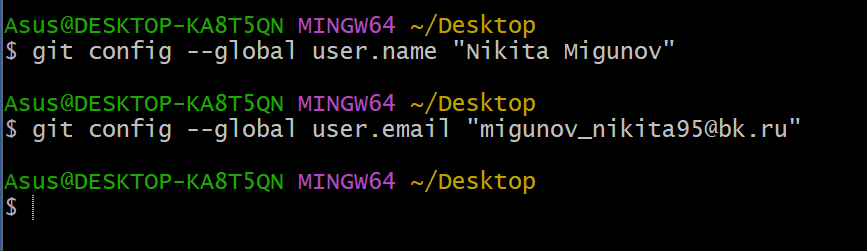 Asus@DESKTOP-KA8T5QN MINGW64 ~/Desktop
$ git config --global user.name "Nikita Migunov"
Asus@DESKTOP-KA8T5QN MINGW64 ~/Desktop
$ git config --global user.email "migunov_nikita95@bk.ru"
Asus@DESKTOP-KA8T5QN MINGW64 ~/Desktop
$